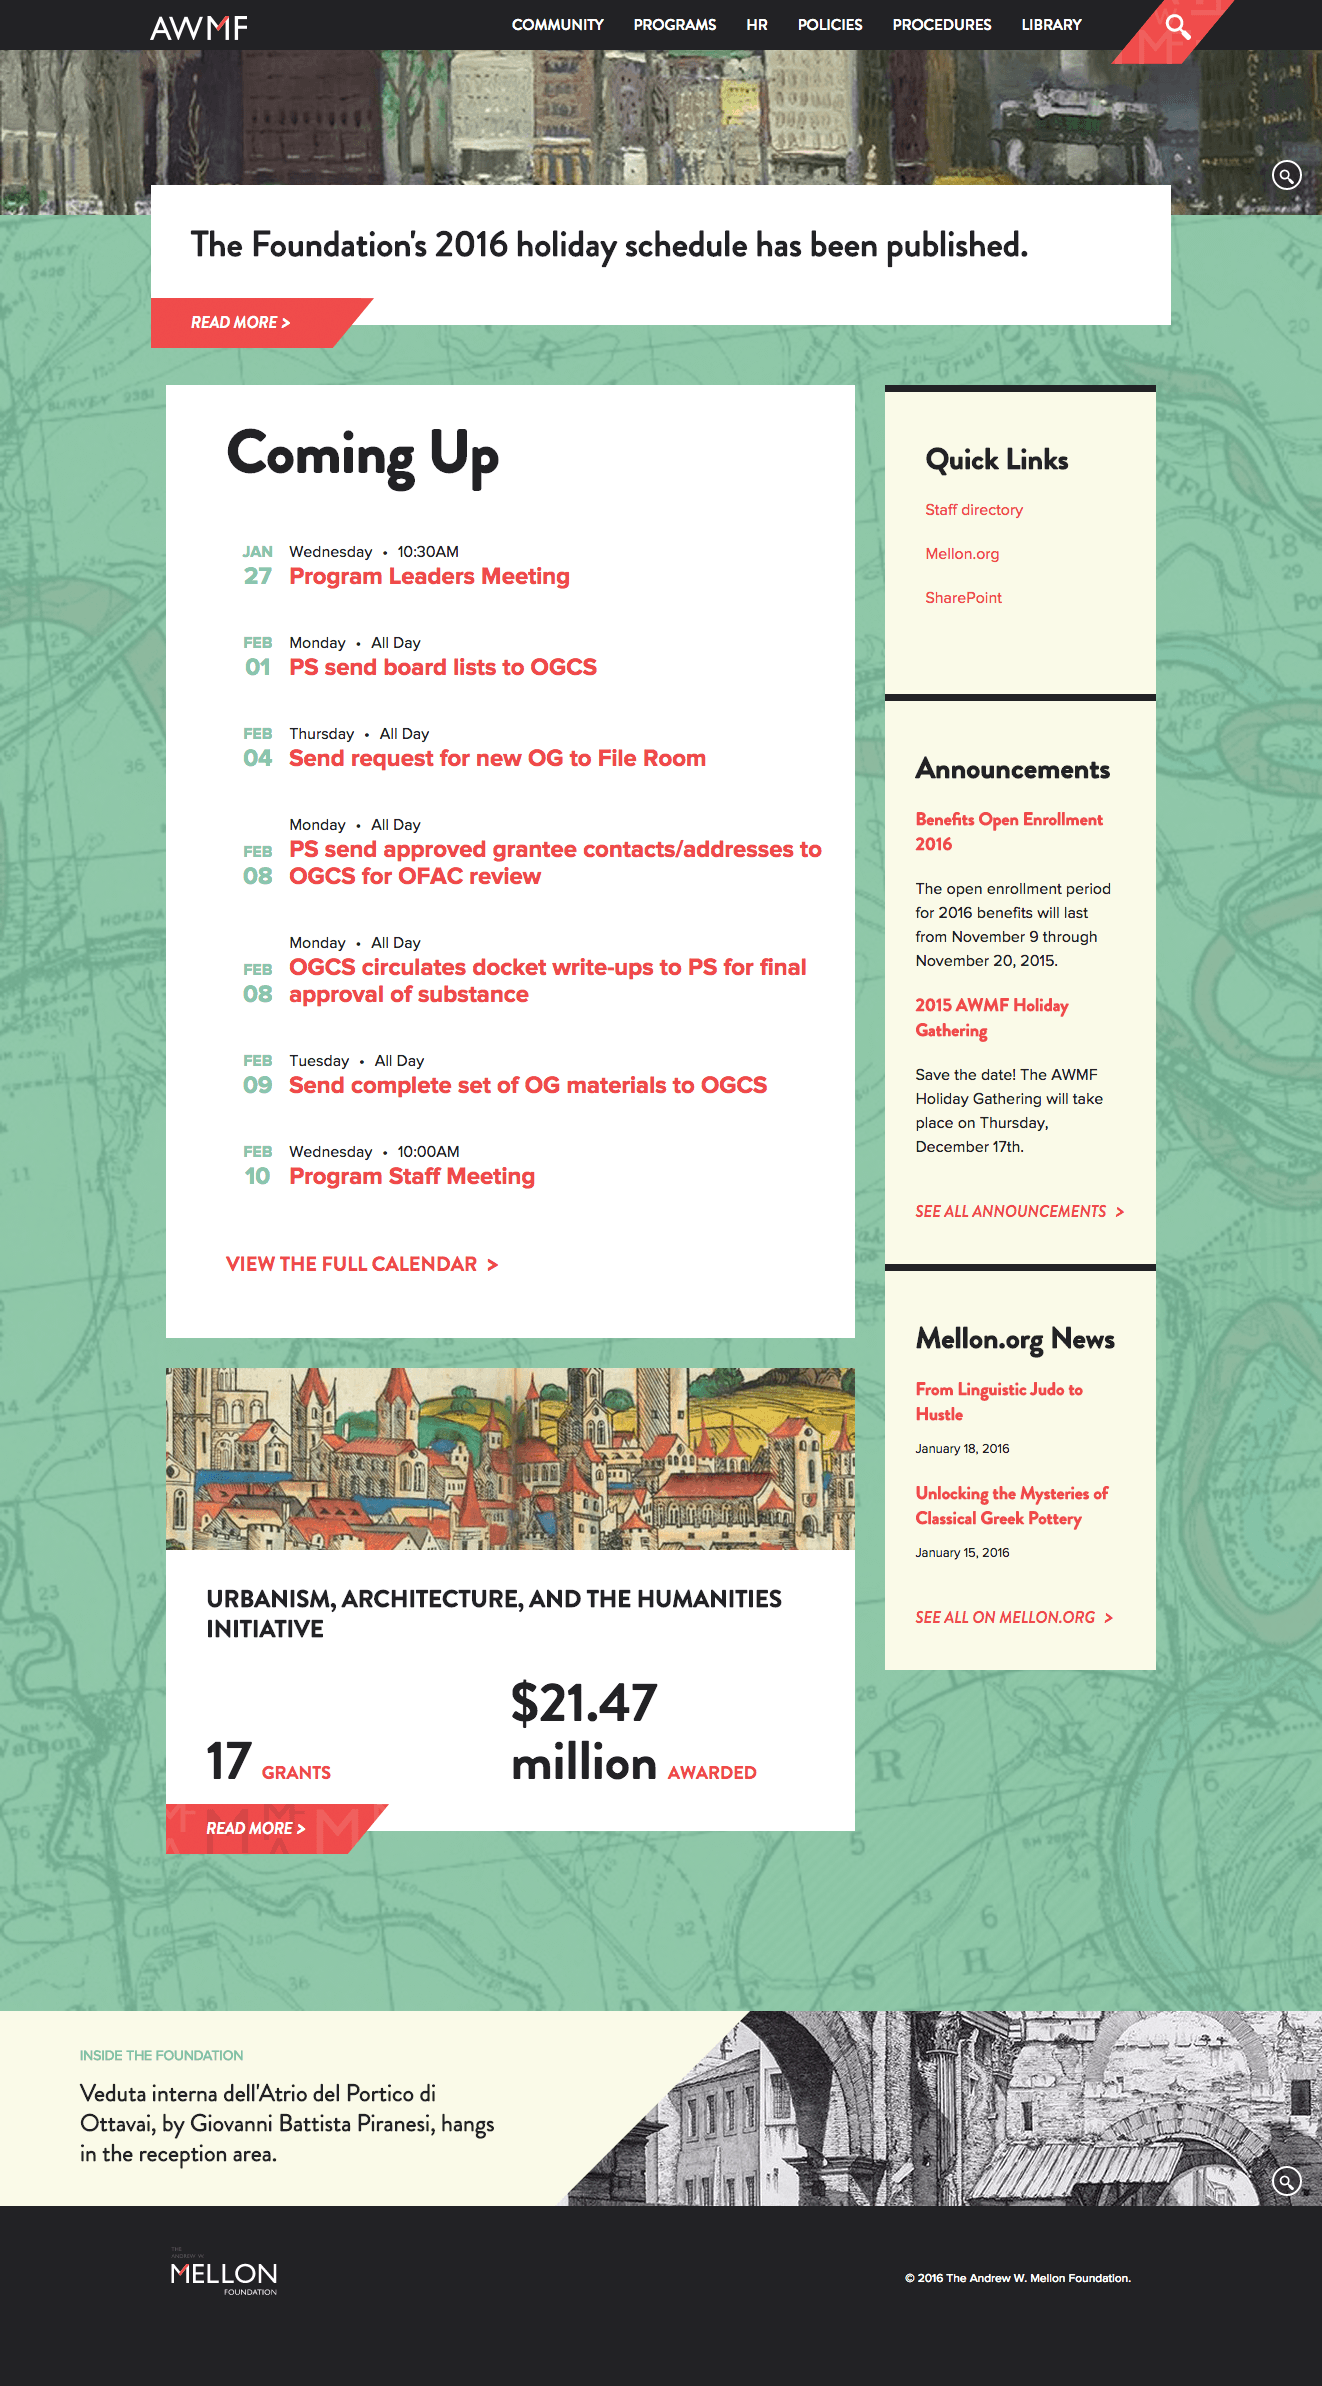 AWMF
COMMUNITY PROGRAMS HR POLICIES PROCEDURES LIBRARY
The Foundation's 2016 holiday schedule has been published.
READ MORE >
Coming Up
JAN 27
Wednesday • 10:30AM
Program Leaders Meeting
FEB 01
Monday • All Day
PS send board lists to OGCS
FEB 04
Thursday • All Day
Send request for new OG to File Room
FEB 08
Monday • All Day
PS send approved grantee contacts/addresses to
OGCS for OFAC review
FEB 08
Monday • All Day
OGCS circulates docket write-ups to PS for final
approval of substance
FEB 09
Tuesday • All Day
Send complete set of OG materials to OGCS
FEB 10
Wednesday • 10:00AM
Program Staff Meeting
VIEW THE FULL CALENDAR >
URBANISM, ARCHITECTURE, AND THE HUMANITIES
INITIATIVE
17 GRANTS
$21.47
million AWARDED
READ MORE >
Quick Links
Staff directory
Mellon.org
SharePoint
Announcements
Benefits Open Enrollment
2016
The open enrollment period
for 2016 benefits will last
from November 9 through
November 20, 2015.
2015 AWMF Holiday
Gathering
Save the date! The AWMF
Holiday Gathering will take
place on Thursday,
December 17th.
SEE ALL ANNOUNCEMENTS >
Mellon.org News
From Linguistic Judo to
Hustle
January 18, 2016
Unlocking the Mysteries of
Classical Greek Pottery
January 15, 2016
SEE ALL ON MELLON.ORG >
INSIDE THE FOUNDATION
Veduta interna dell'Atrio del Portico di
Ottavai, by Giovanni Battista Piranesi, hangs
in the reception area.
THE
ANDREW W.
MELLON
FOUNDATION
© 2016 The Andrew W. Mellon Foundation.